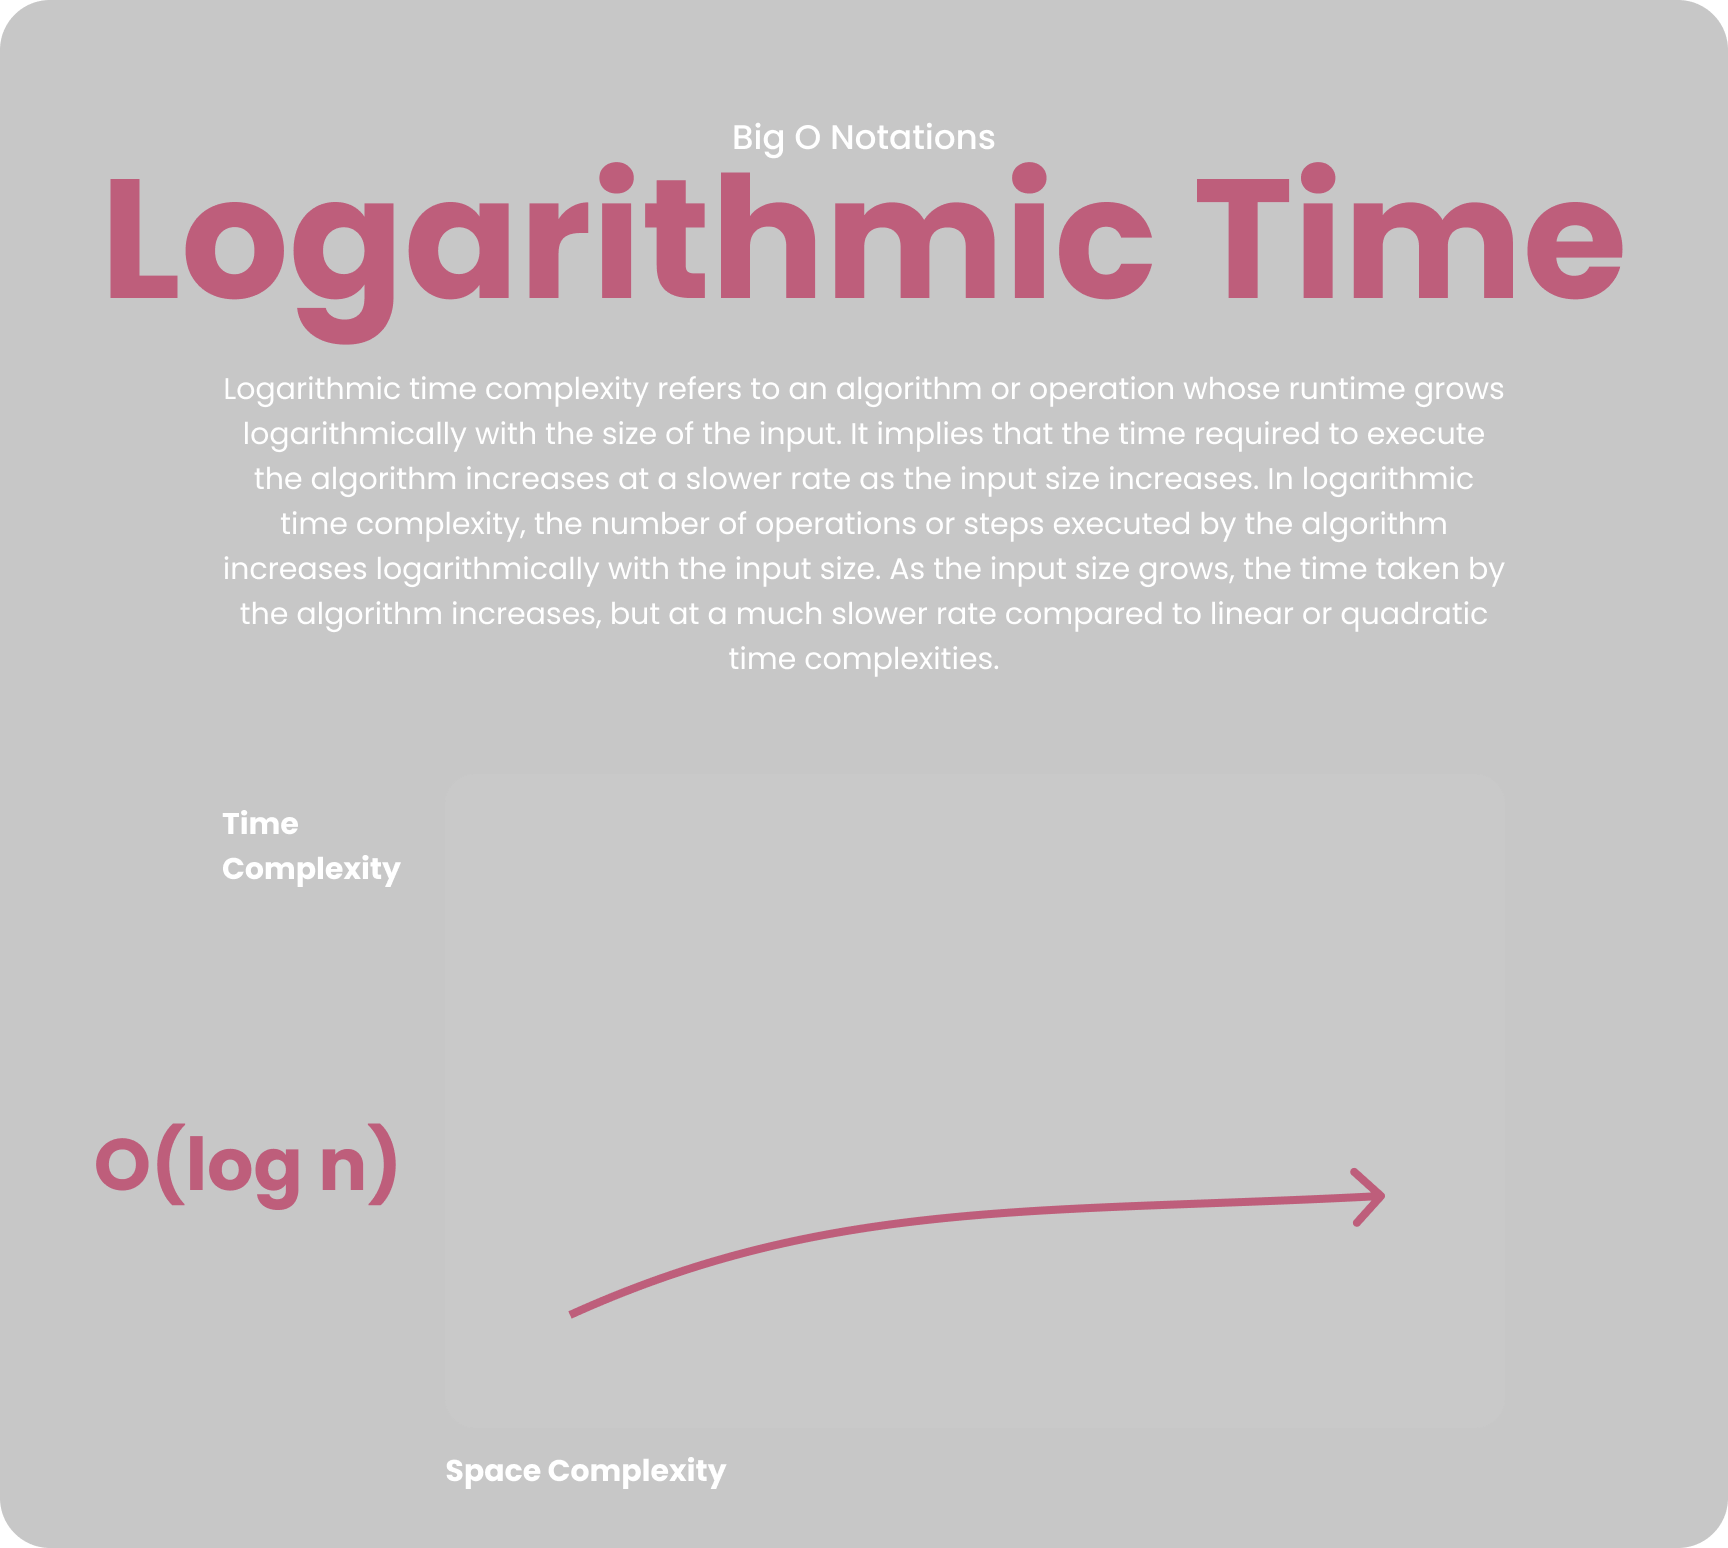 Big O Notations
Logarithmic Time
Logarithmic time complexity refers to an algorithm or operation whose runtime grows
logarithmically with the size of the input. It implies that the time required to execute
the algorithm increases at a slower rate as the input size increases. In logarithmic
time complexity, the number of operations or steps executed by the algorithm
increases logarithmically with the input size. As the input size grows, the time taken by
the algorithm increases, but at a much slower rate compared to linear or quadratic
time complexities.
Time
Complexity
O(log n)
Space Complexity